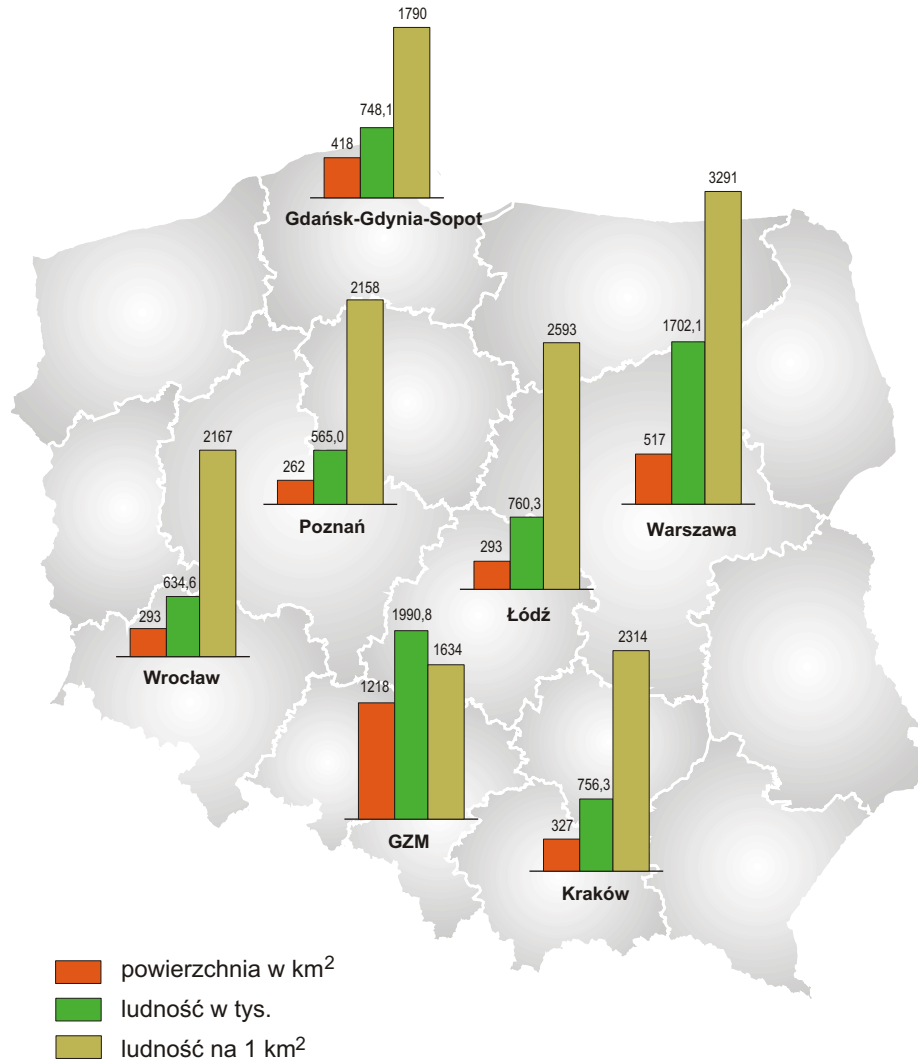 1790
748,1
418
Gdańsk-Gdynia-Sopot
3291
1702,1
517
Warszawa
2158
565,0
262
Poznań
2593
760,3
293
Łódź
2167
634,6
293
Wrocław
1990,8
1634
1218
GZM
2314
756,3
327
Kraków
powierzchnia w km²
ludność w tys.
ludność na 1 km²